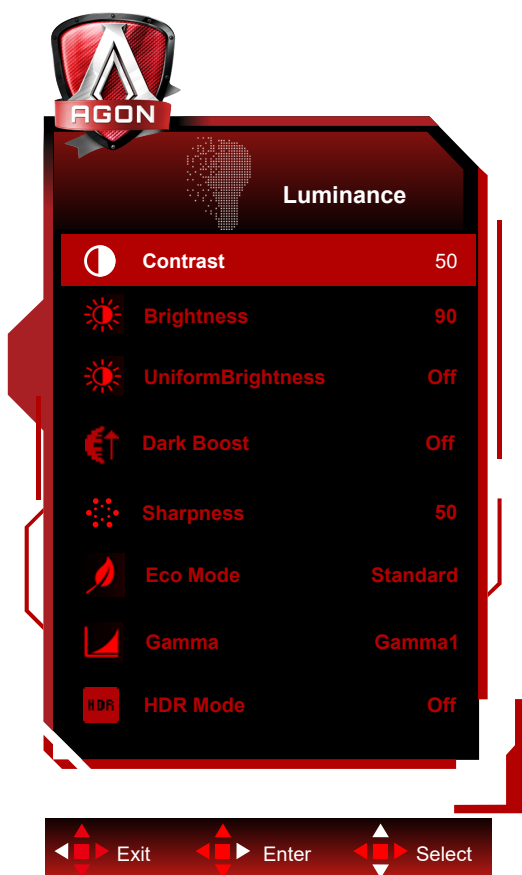 AGON
Luminance
Contrast 50
Brightness 90
UniformBrightness Off
Dark Boost Off
Sharpness 50
Eco Mode Standard
Gamma Gamma1
HDR HDR Mode Off
Exit Enter Select